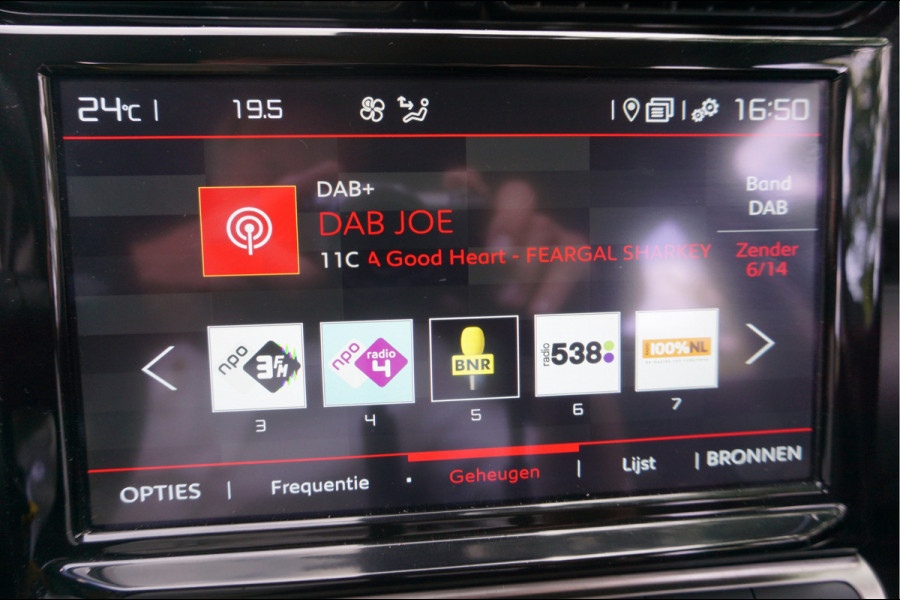 24°C | 19.5 | | 16:50
DAB+
DAB JOE
11C A Good Heart - FEARGAL SHARKEY
Band
DAB
Zender
6/14
npo 3FM
npo radio 4
BNR
radio 538
100%NL
3 4 5 6 7
OPTIES | Frequentie · Geheugen | Lijst | BRONNEN